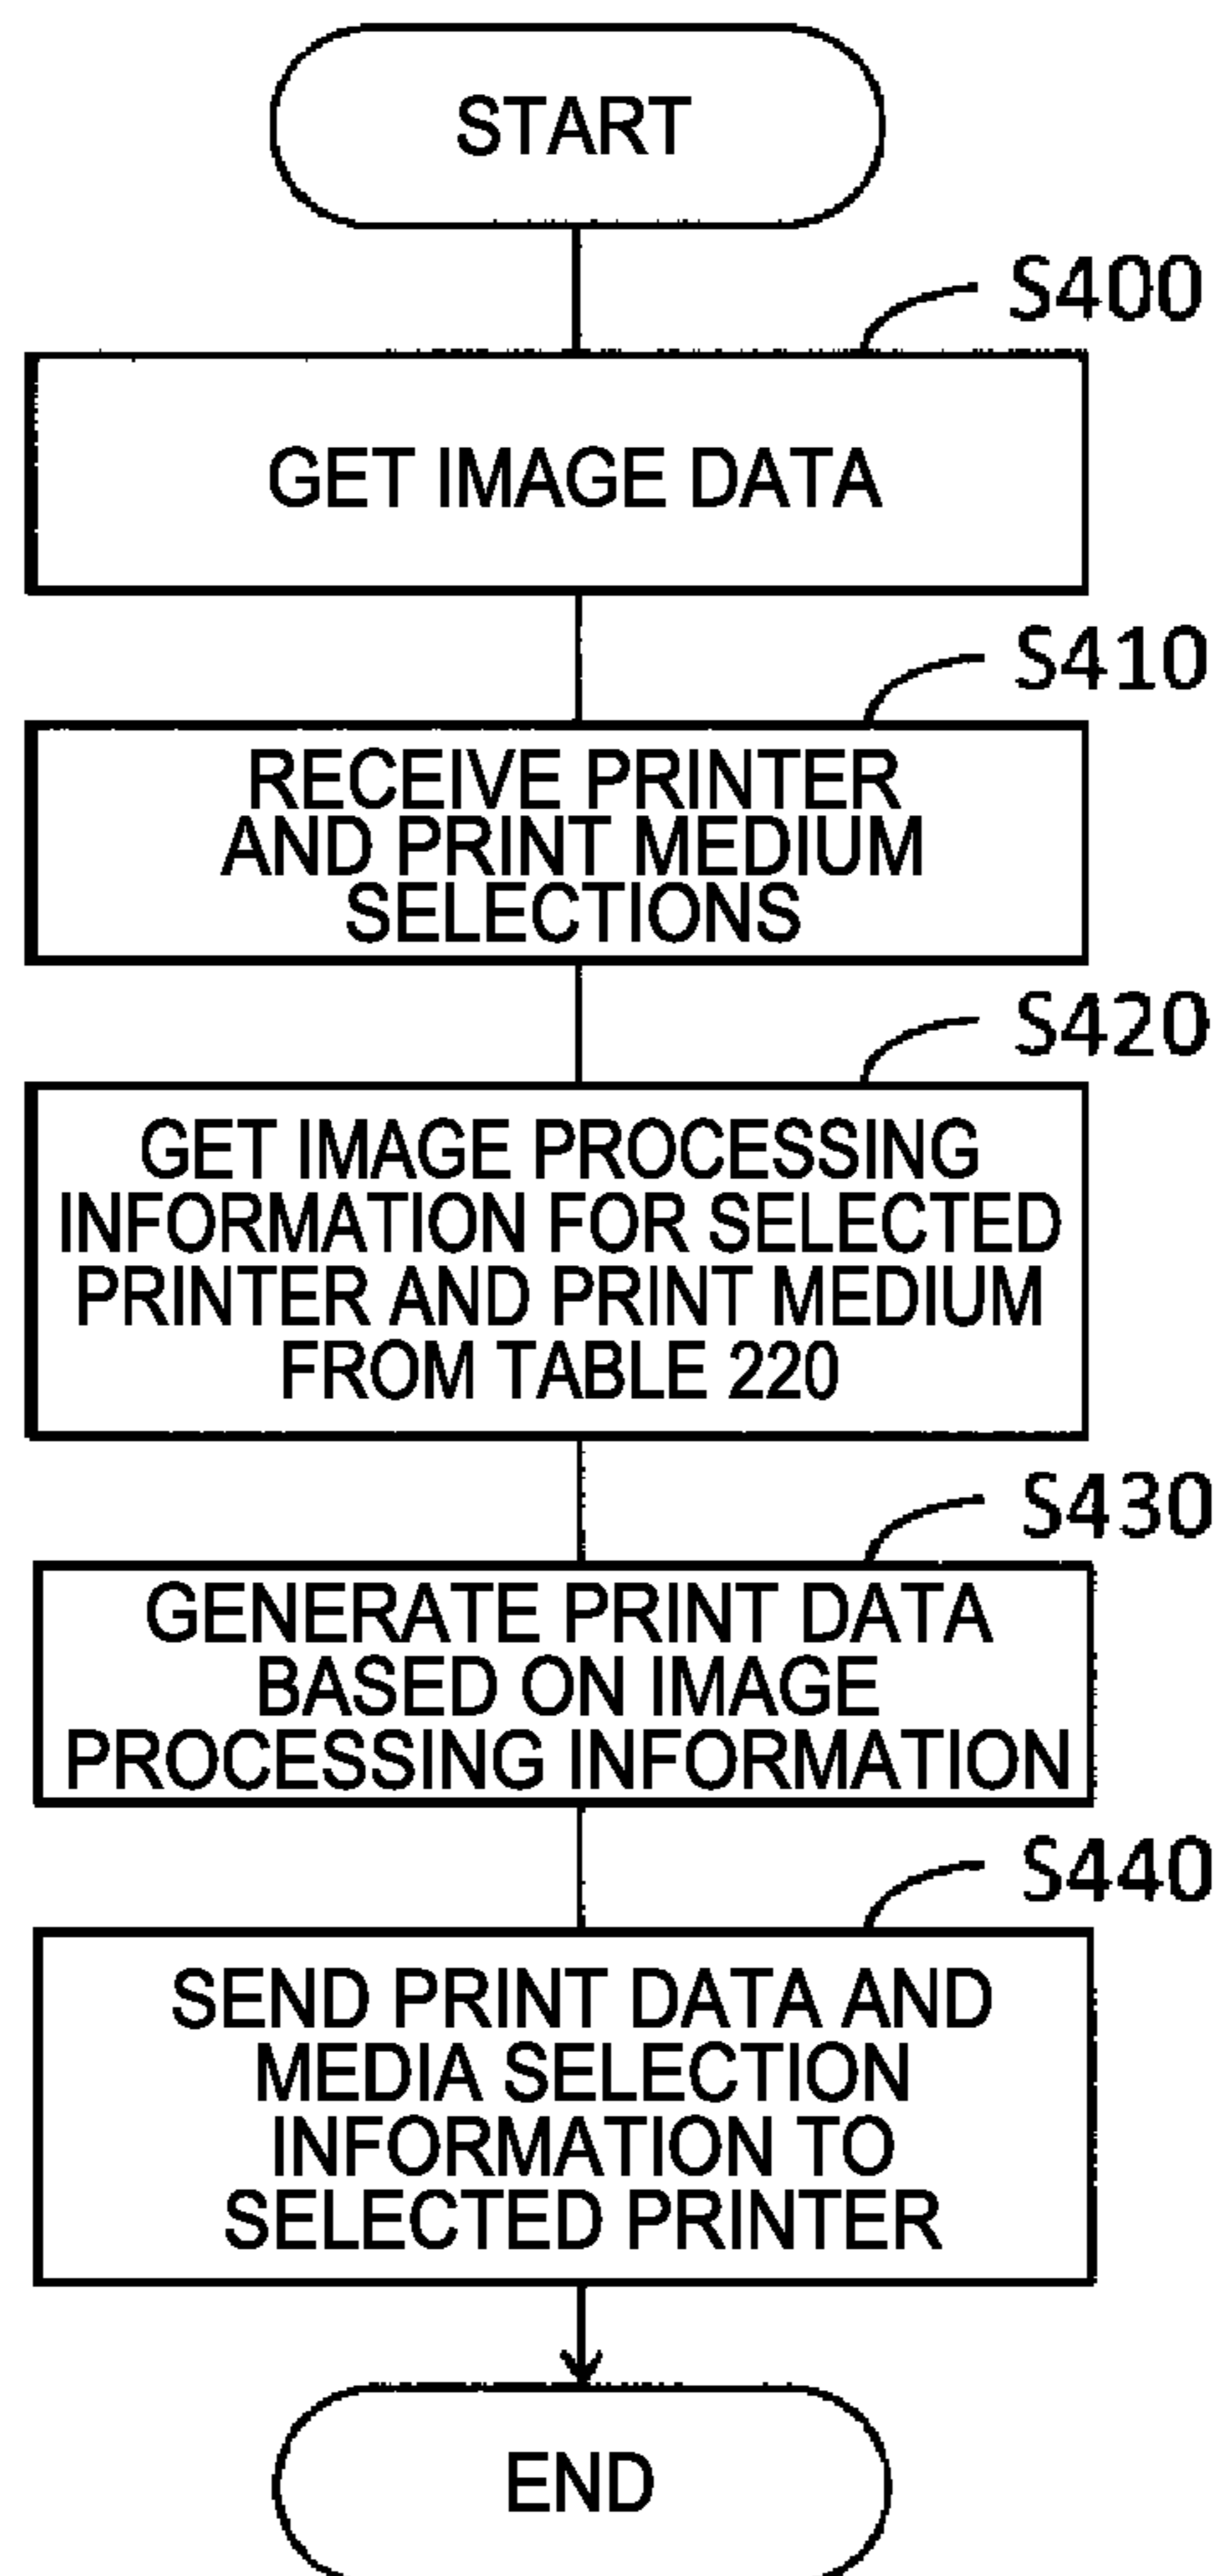 START
S400
GET IMAGE DATA
S410
RECEIVE PRINTER
AND PRINT MEDIUM
SELECTIONS
S420
GET IMAGE PROCESSING
INFORMATION FOR SELECTED
PRINTER AND PRINT MEDIUM
FROM TABLE 220
S430
GENERATE PRINT DATA
BASED ON IMAGE
PROCESSING INFORMATION
S440
SEND PRINT DATA AND
MEDIA SELECTION
INFORMATION TO
SELECTED PRINTER
END